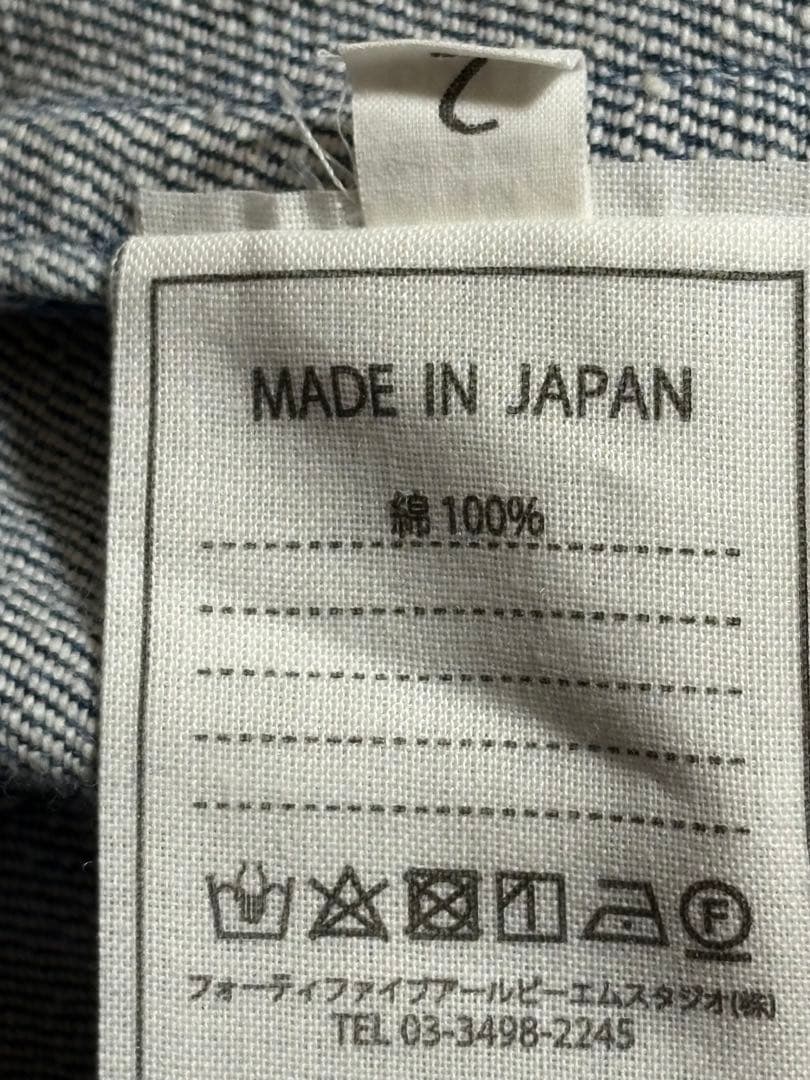 2
MADE IN JAPAN
綿 100%
F
フォーティファイブアールピーエムスタジオ(株)
TEL 03-3498-2245